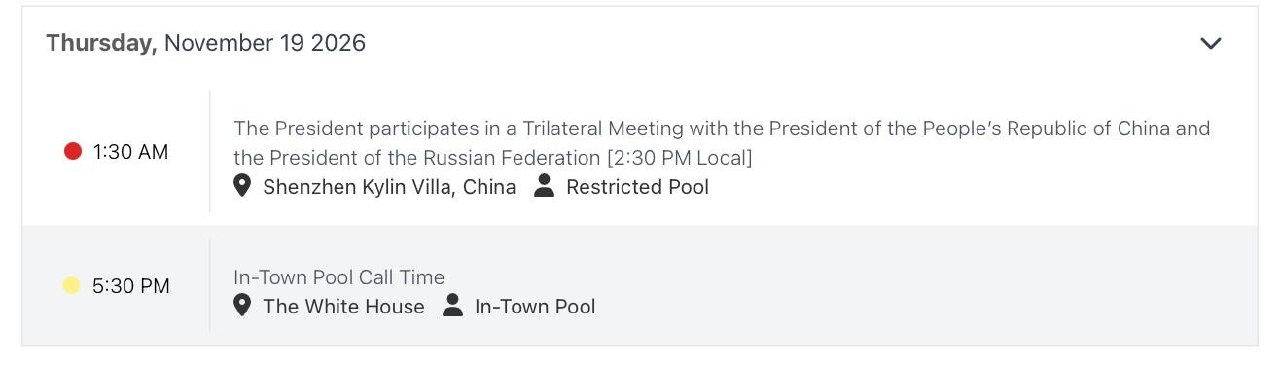 Thursday, November 19 2026
1:30 AM
The President participates in a Trilateral Meeting with the President of the People’s Republic of China and
the President of the Russian Federation [2:30 PM Local]
Shenzhen Kylin Villa, China Restricted Pool
5:30 PM
In-Town Pool Call Time
The White House In-Town Pool